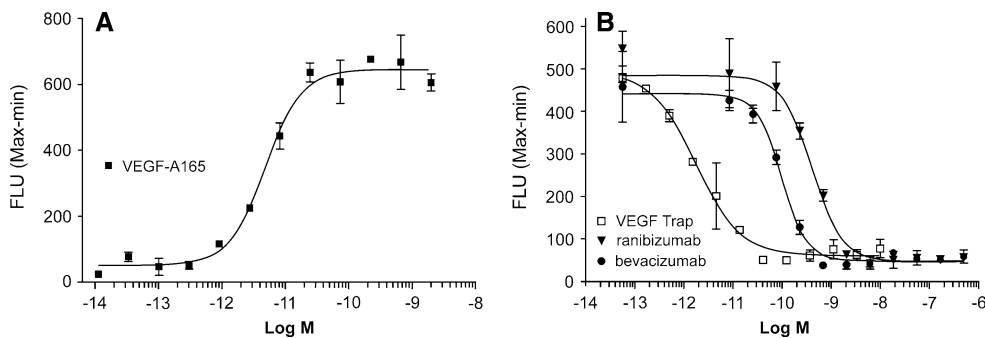 A
800
600
400
200
0
FLU (Max-min)
VEGF-A165
-14 -13 -12 -11 -10 -9 -8
Log M
B
600
500
400
300
200
100
0
FLU (Max-min)
VEGF Trap
ranibizumab
bevacizumab
-14 -13 -12 -11 -10 -9 -8 -7 -6
Log M